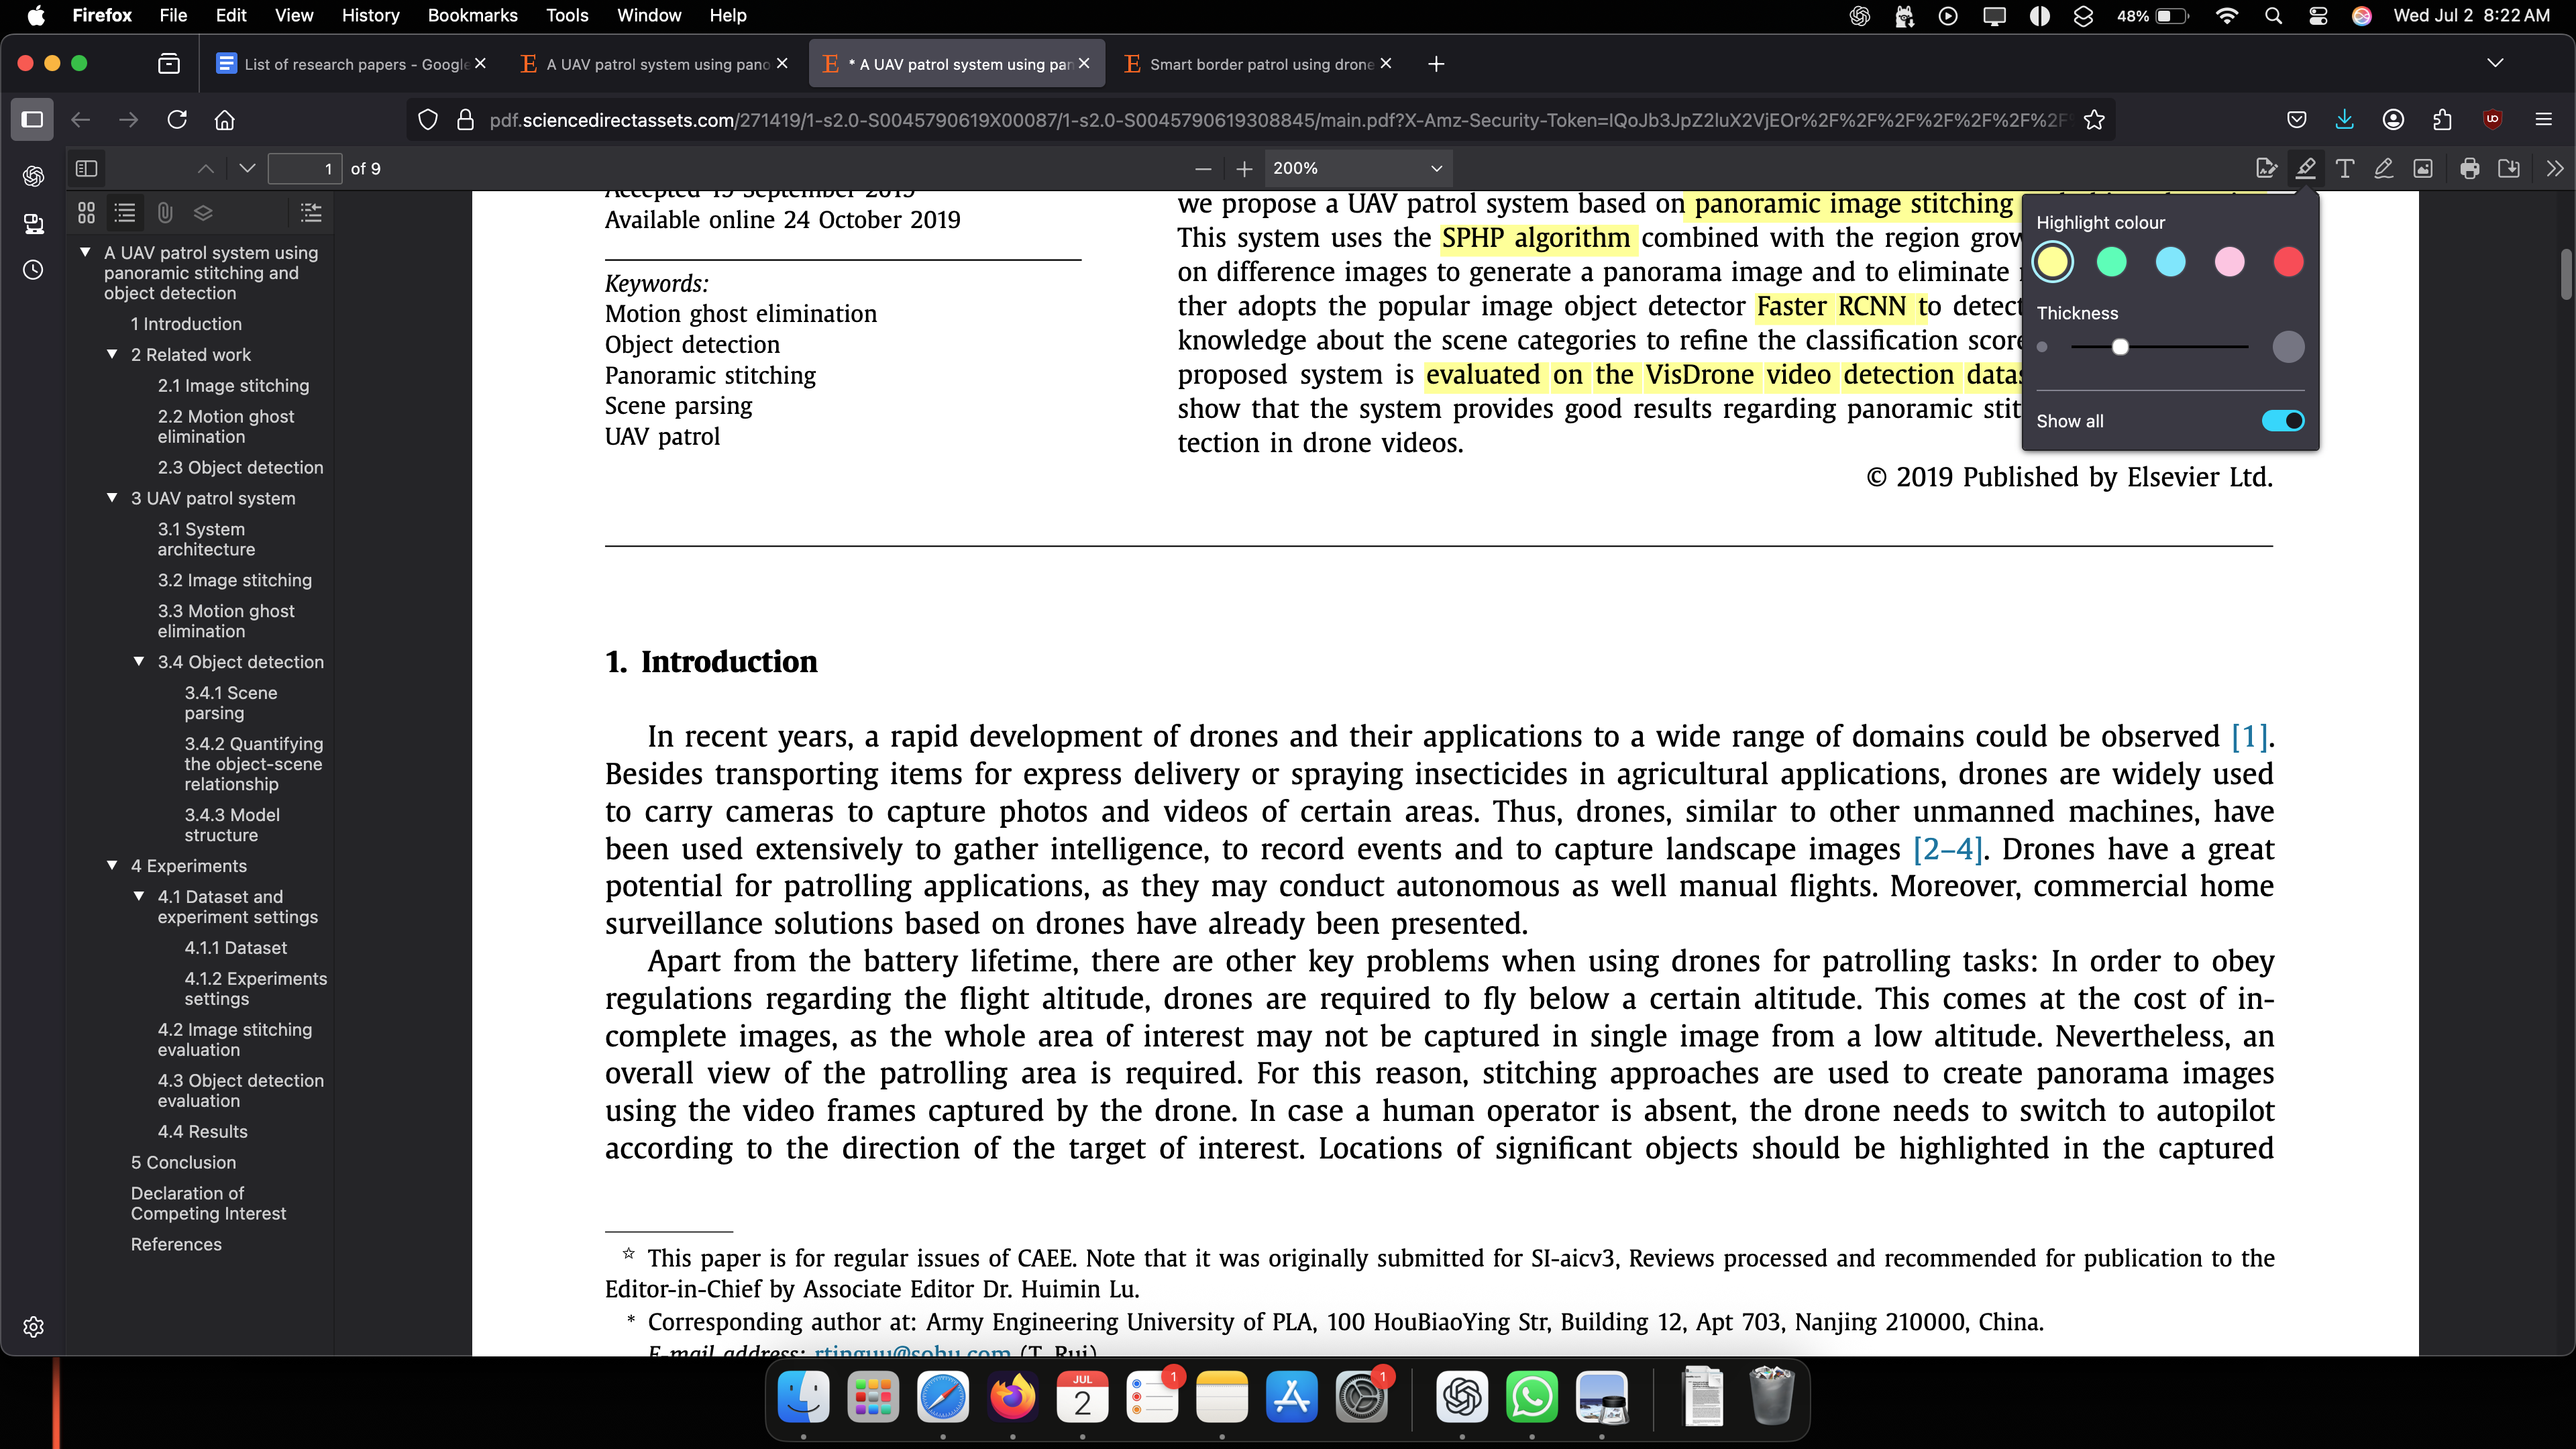 Firefox File Edit View History Bookmarks Tools Window Help
48% Wed Jul 2 8:22 AM
List of research papers - Google
A UAV patrol system using pano
* A UAV patrol system using pan
Smart border patrol using drone
pdf.sciencedirectassets.com/271419/1-s2.0-S0045790619X00087/1-s2.0-S0045790619308845/main.pdf?X-Amz-Security-Token=IQoJb3JpZ2luX2VjEOr%2F%2F%2F%2F%2F%2F%2F%2F
1 of 9
200%
A UAV patrol system using
panoramic stitching and
object detection
1 Introduction
2 Related work
2.1 Image stitching
2.2 Motion ghost
elimination
2.3 Object detection
3 UAV patrol system
3.1 System
architecture
3.2 Image stitching
3.3 Motion ghost
elimination
3.4 Object detection
3.4.1 Scene
parsing
3.4.2 Quantifying
the object-scene
relationship
3.4.3 Model
structure
4 Experiments
4.1 Dataset and
experiment settings
4.1.1 Dataset
4.1.2 Experiments
settings
4.2 Image stitching
evaluation
4.3 Object detection
evaluation
4.4 Results
5 Conclusion
Declaration of
Competing Interest
References
Accepted 15 September 2019
Available online 24 October 2019
Keywords:
Motion ghost elimination
Object detection
Panoramic stitching
Scene parsing
UAV patrol
we propose a UAV patrol system based on panoramic image stitching
This system uses the SPHP algorithm combined with the region grow
on difference images to generate a panorama image and to eliminate
ther adopts the popular image object detector Faster RCNN to detect
knowledge about the scene categories to refine the classification score
proposed system is evaluated on the VisDrone video detection datas
show that the system provides good results regarding panoramic stit
tection in drone videos.
© 2019 Published by Elsevier Ltd.
Highlight colour
Thickness
Show all
1. Introduction
In recent years, a rapid development of drones and their applications to a wide range of domains could be observed [1].
Besides transporting items for express delivery or spraying insecticides in agricultural applications, drones are widely used
to carry cameras to capture photos and videos of certain areas. Thus, drones, similar to other unmanned machines, have
been used extensively to gather intelligence, to record events and to capture landscape images [2–4]. Drones have a great
potential for patrolling applications, as they may conduct autonomous as well manual flights. Moreover, commercial home
surveillance solutions based on drones have already been presented.
Apart from the battery lifetime, there are other key problems when using drones for patrolling tasks: In order to obey
regulations regarding the flight altitude, drones are required to fly below a certain altitude. This comes at the cost of in-
complete images, as the whole area of interest may not be captured in single image from a low altitude. Nevertheless, an
overall view of the patrolling area is required. For this reason, stitching approaches are used to create panorama images
using the video frames captured by the drone. In case a human operator is absent, the drone needs to switch to autopilot
according to the direction of the target of interest. Locations of significant objects should be highlighted in the captured
☆ This paper is for regular issues of CAEE. Note that it was originally submitted for SI-aicv3, Reviews processed and recommended for publication to the
Editor-in-Chief by Associate Editor Dr. Huimin Lu.
* Corresponding author at: Army Engineering University of PLA, 100 HouBiaoYing Str, Building 12, Apt 703, Nanjing 210000, China.
E-mail address: rtinguu@sohu.com (T. Rui)
JUL
2
1
1